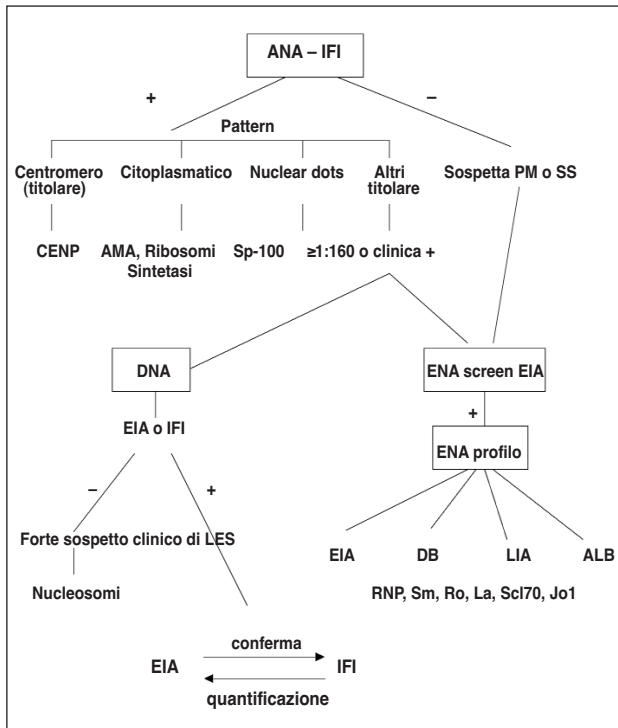 ANA – IFI
+
–
Pattern
Centromero
(titolare)
Citoplasmatico
Nuclear dots
Altri
titolare
Sospetta PM o SS
CENP
AMA, Ribosomi
Sintetasi
Sp-100
≥1:160 o clinica +
DNA
ENA screen EIA
EIA o IFI
+
ENA profilo
–
+
Forte sospetto clinico di LES
Nucleosomi
EIA
DB
LIA
ALB
RNP, Sm, Ro, La, Scl70, Jo1
conferma
EIA
IFI
quantificazione